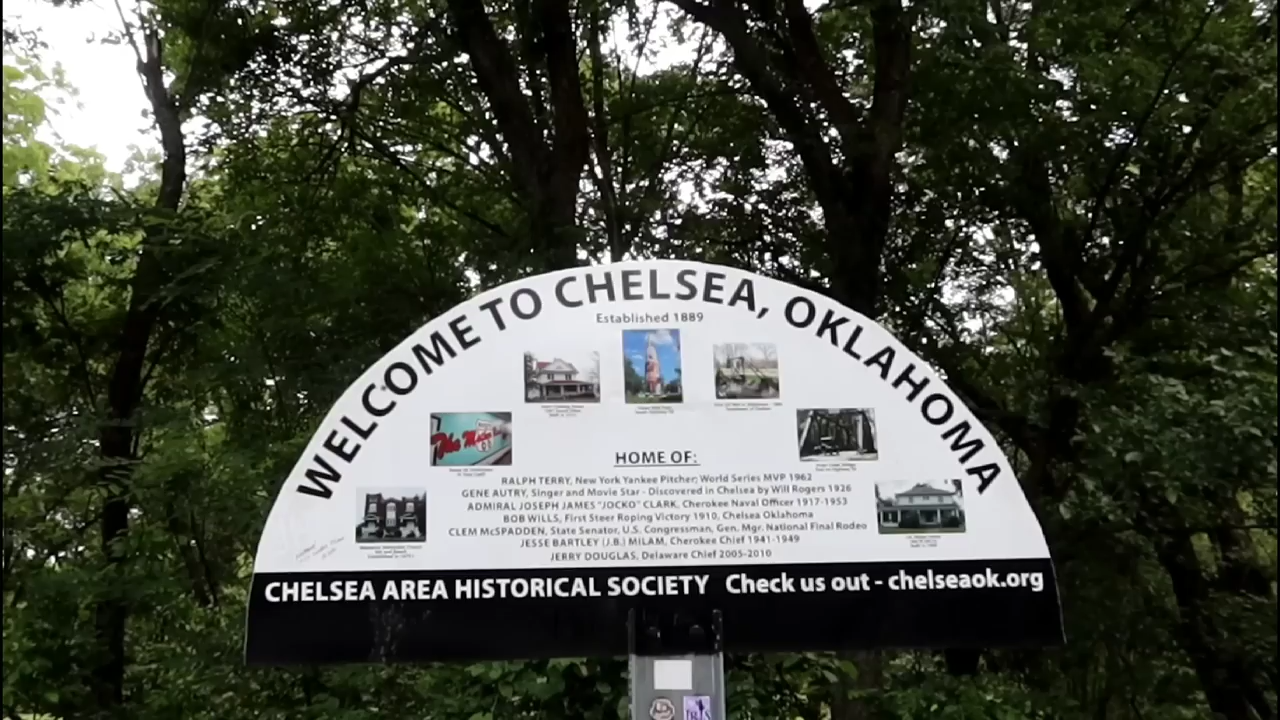 WELCOME TO CHELSEA, OKLAHOMA
Established 1889
HOME OF:
RALPH TERRY, New York Yankee Pitcher; World Series MVP 1962
GENE AUTRY, Singer and Movie Star - Discovered in Chelsea by Will Rogers 1926
ADMIRAL JOSEPH JAMES "JOCKO" CLARK, Cherokee Naval Officer 1917-1953
BOB WILLS, First Steer Roping Victory 1910, Chelsea Oklahoma
CLEM McSPADDEN, State Senator, U.S. Congressman, Gen. Mgr. National Final Rodeo
JESSE BARTLEY (J.B.) MILAM, Cherokee Chief 1941-1949
JERRY DOUGLAS, Delaware Chief 2005-2010
CHELSEA AREA HISTORICAL SOCIETY Check us out - chelseaok.org